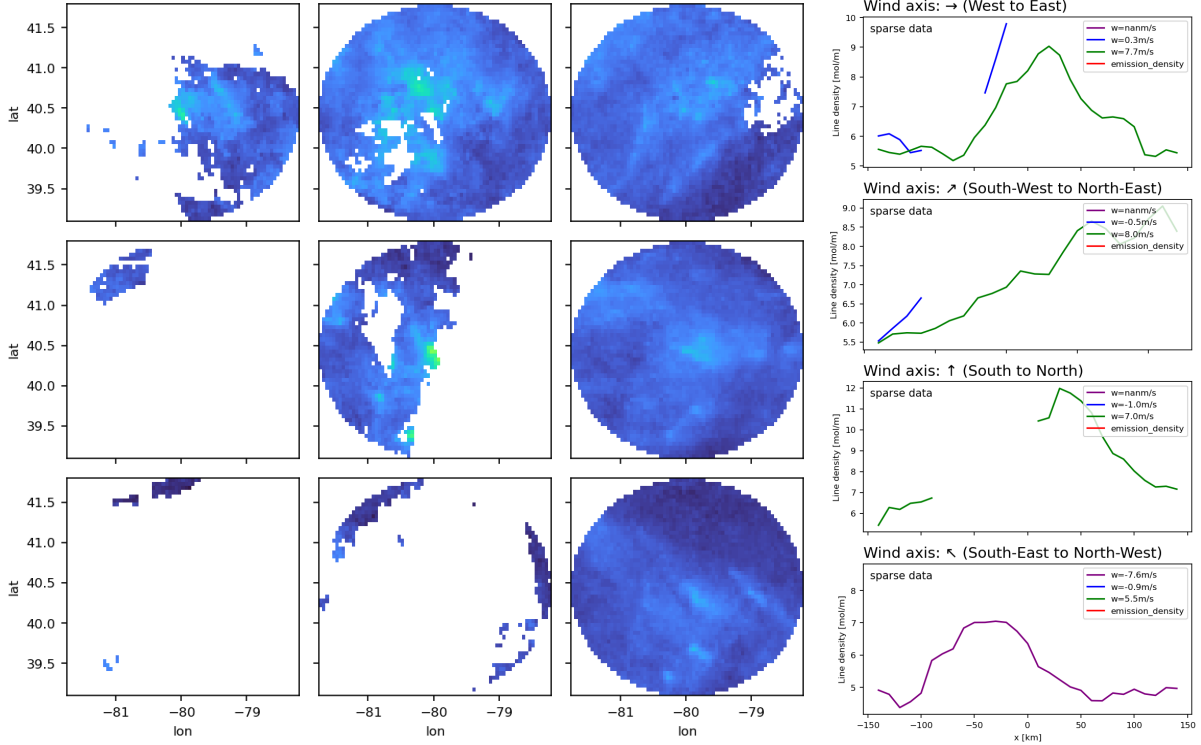 41.5
41.0
40.5
40.0
39.5
lat
41.5
41.0
40.5
40.0
39.5
lat
41.5
41.0
40.5
40.0
39.5
lat
−81 −80 −79
lon
−81 −80 −79
lon
−81 −80 −79
lon
Wind axis: → (West to East)
sparse data
w=nanm/s
w=0.3m/s
w=7.7m/s
emission_density
10
9
8
7
6
5
Line density [mol/m]
Wind axis: ↗ (South-West to North-East)
sparse data
w=nanm/s
w=-0.5m/s
w=8.0m/s
emission_density
9.0
8.5
8.0
7.5
7.0
6.5
6.0
5.5
Line density [mol/m]
Wind axis: ↑ (South to North)
sparse data
w=nanm/s
w=-1.0m/s
w=7.0m/s
emission_density
12
11
10
9
8
7
6
Line density [mol/m]
Wind axis: ↖ (South-East to North-West)
sparse data
w=-7.6m/s
w=-0.9m/s
w=5.5m/s
emission_density
8
7
6
5
Line density [mol/m]
−150 −100 −50 0 50 100 150
x [km]